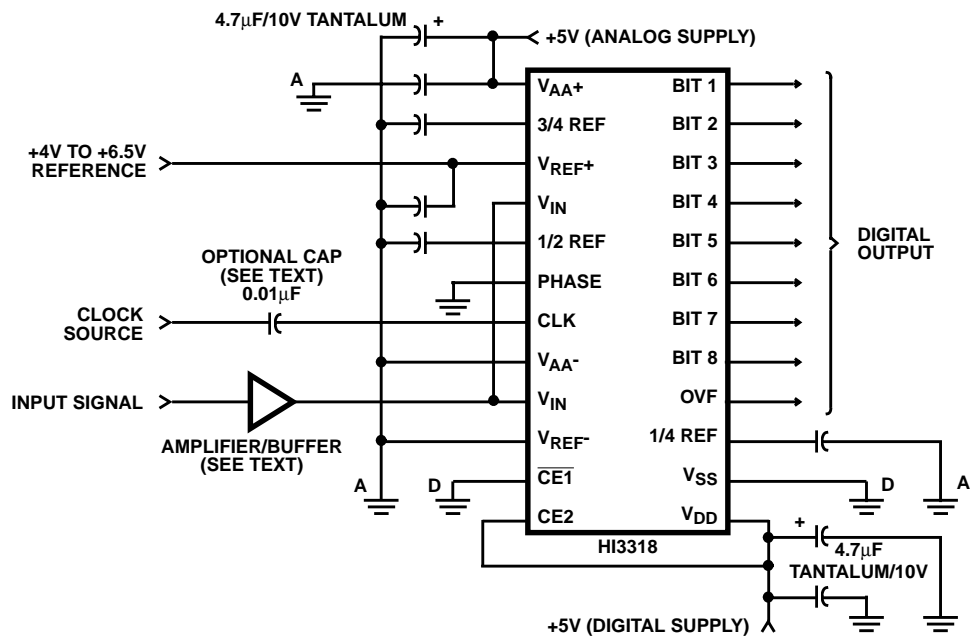 4.7μF/10V TANTALUM +
+5V (ANALOG SUPPLY)
A
VAA+
BIT 1
3/4 REF
BIT 2
+4V TO +6.5V
REFERENCE
VREF+
BIT 3
VIN
BIT 4
1/2 REF
BIT 5
DIGITAL
OUTPUT
OPTIONAL CAP
(SEE TEXT)
0.01μF
PHASE
BIT 6
CLOCK
SOURCE
CLK
BIT 7
VAA-
BIT 8
INPUT SIGNAL
VIN
OVF
AMPLIFIER/BUFFER
(SEE TEXT)
VREF-
1/4 REF
A
D
CE1
VSS
D
A
CE2
VDD
HI3318
+
4.7μF
TANTALUM/10V
+5V (DIGITAL SUPPLY)